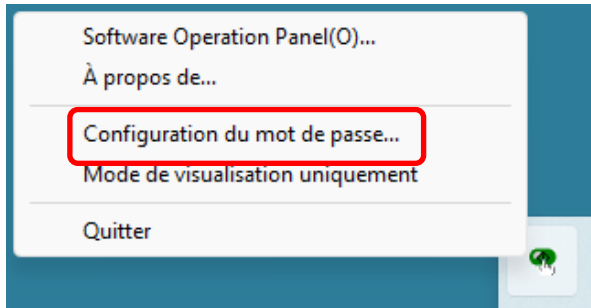 Software Operation Panel(O)...
À propos de...
Configuration du mot de passe...
Mode de visualisation uniquement
Quitter